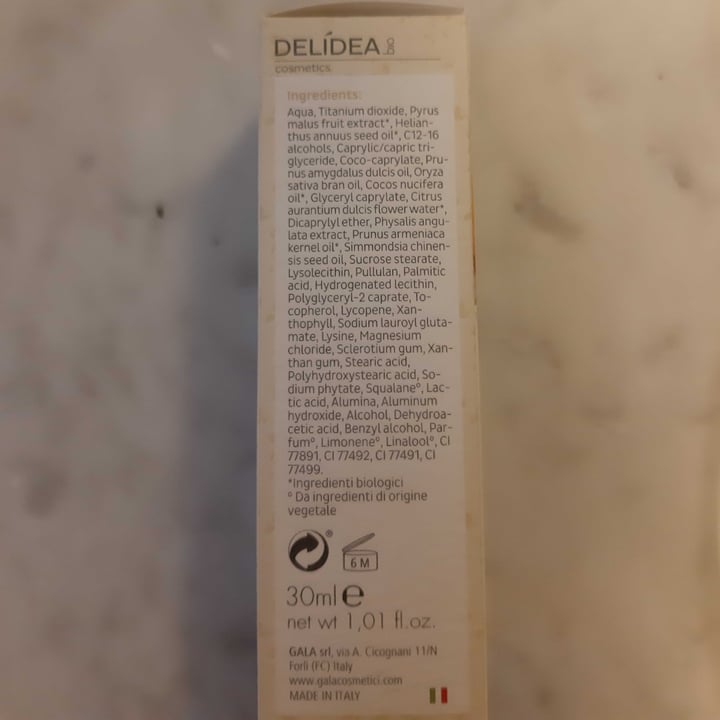 DELÍDEA bio
cosmetics
Ingredients:
Aqua, Titanium dioxide, Pyrus
malus fruit extract*, Helian-
thus annuus seed oil*, C12-16
alcohols, Caprylic/capric tri-
glyceride, Coco-caprylate, Pru-
nus amygdalus dulcis oil, Oryza
sativa bran oil, Cocos nucifera
oil*, Glyceryl caprylate, Citrus
aurantium dulcis flower water*,
Dicaprylyl ether, Physalis angu-
lata extract, Prunus armeniaca
kernel oil*, Simmondsia chinen-
sis seed oil, Sucrose stearate,
Lysolecithin, Pullulan, Palmitic
acid, Hydrogenated lecithin,
Polyglyceryl-2 caprate, To-
copherol, Lycopene, Xan-
thophyll, Sodium lauroyl gluta-
mate, Lysine, Magnesium
chloride, Sclerotium gum, Xan-
than gum, Stearic acid,
Polyhydroxystearic acid, So-
dium phytate, Squalane°, Lac-
tic acid, Alumina, Aluminum
hydroxide, Alcohol, Dehydroa-
cetic acid, Benzyl alcohol, Par-
fum°, Limonene°, Linalool°, CI
77891, CI 77492, CI 77491, CI
77499.
*Ingredienti biologici
° Da ingredienti di origine
vegetale
®
6 M
30ml e
net wt 1,01 fl.oz.
GALA srl, via A. Cicognani 11/N
Forlì (FC) Italy
www.galacosmetici.com
MADE IN ITALY